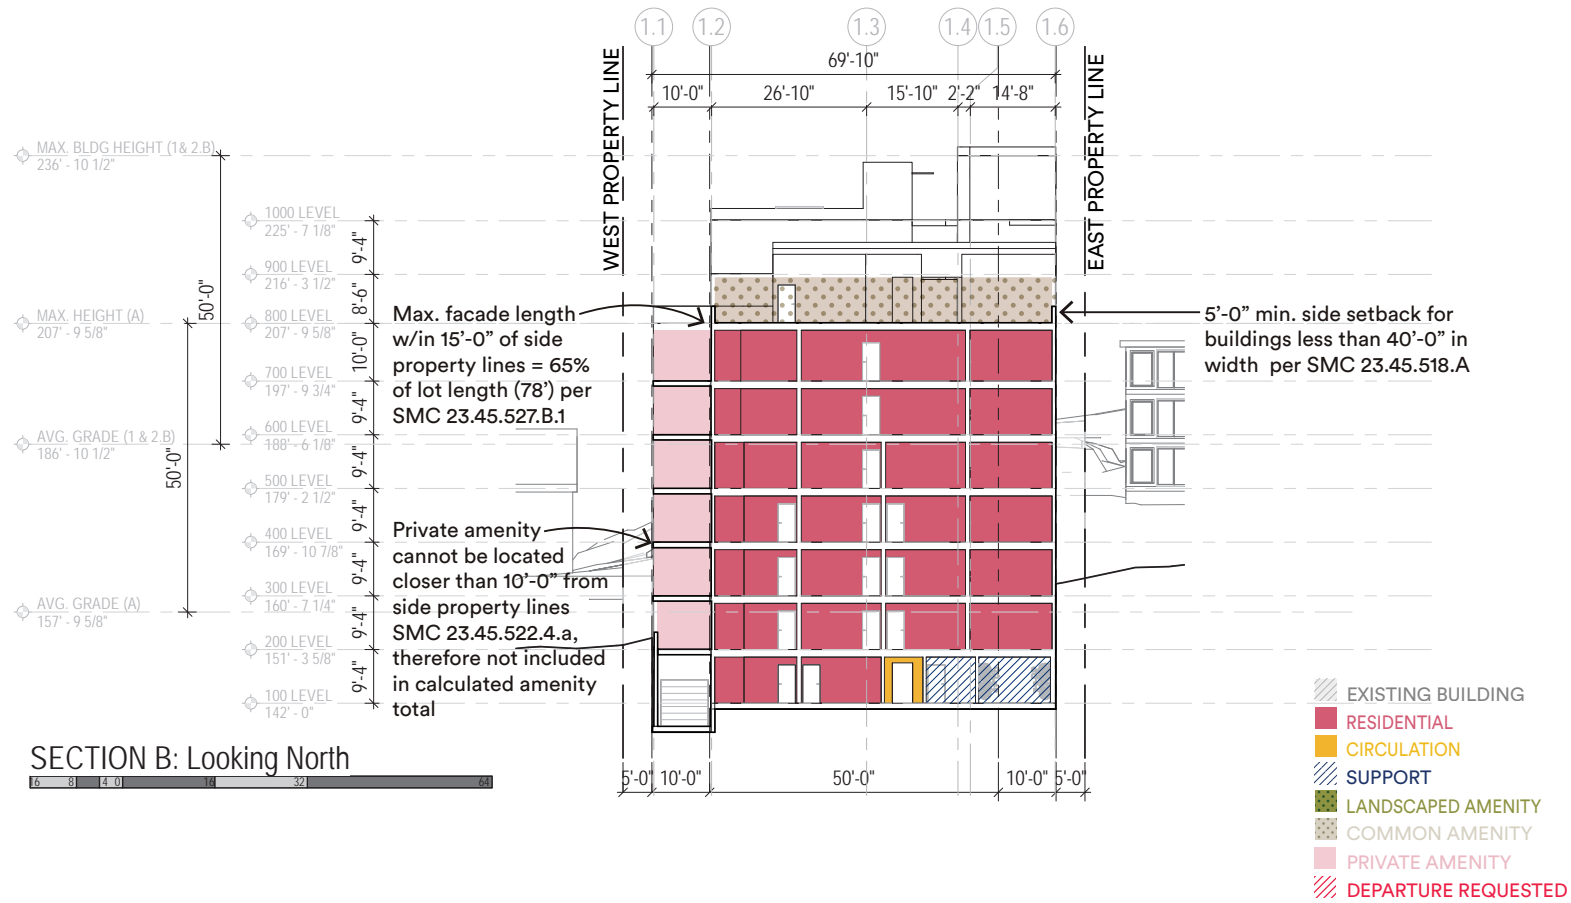 1.1 1.2 1.3 1.4 1.5 1.6
69'-10"
10'-0" 26'-10" 15'-10" 2'-2" 14'-8"
WEST PROPERTY LINE
EAST PROPERTY LINE
MAX. BLDG HEIGHT (1& 2.B)
236' - 10 1/2"
1000 LEVEL
225' - 7 1/8"
9'-4"
900 LEVEL
216' - 3 1/2"
8'-6"
50'-0"
MAX. HEIGHT (A)
207' - 9 5/8"
800 LEVEL
207' - 9 5/8"
10'-0"
700 LEVEL
197' - 9 3/4"
9'-4"
600 LEVEL
188' - 6 1/8"
AVG. GRADE (1 & 2.B)
186' - 10 1/2"
50'-0"
9'-4"
500 LEVEL
179' - 2 1/2"
9'-4"
400 LEVEL
169' - 10 7/8"
9'-4"
300 LEVEL
160' - 7 1/4"
AVG. GRADE (A)
157' - 9 5/8"
9'-4"
200 LEVEL
151' - 3 5/8"
9'-4"
100 LEVEL
142' - 0"
Max. facade length
w/in 15'-0" of side
property lines = 65%
of lot length (78') per
SMC 23.45.527.B.1
5'-0" min. side setback for
buildings less than 40'-0" in
width per SMC 23.45.518.A
Private amenity
cannot be located
closer than 10'-0" from
side property lines
SMC 23.45.522.4.a,
therefore not included
in calculated amenity
total
5'-0" 10'-0" 50'-0" 10'-0" 5'-0"
SECTION B: Looking North
16 8 4 0 16 32 64
EXISTING BUILDING
RESIDENTIAL
CIRCULATION
SUPPORT
LANDSCAPED AMENITY
COMMON AMENITY
PRIVATE AMENITY
DEPARTURE REQUESTED